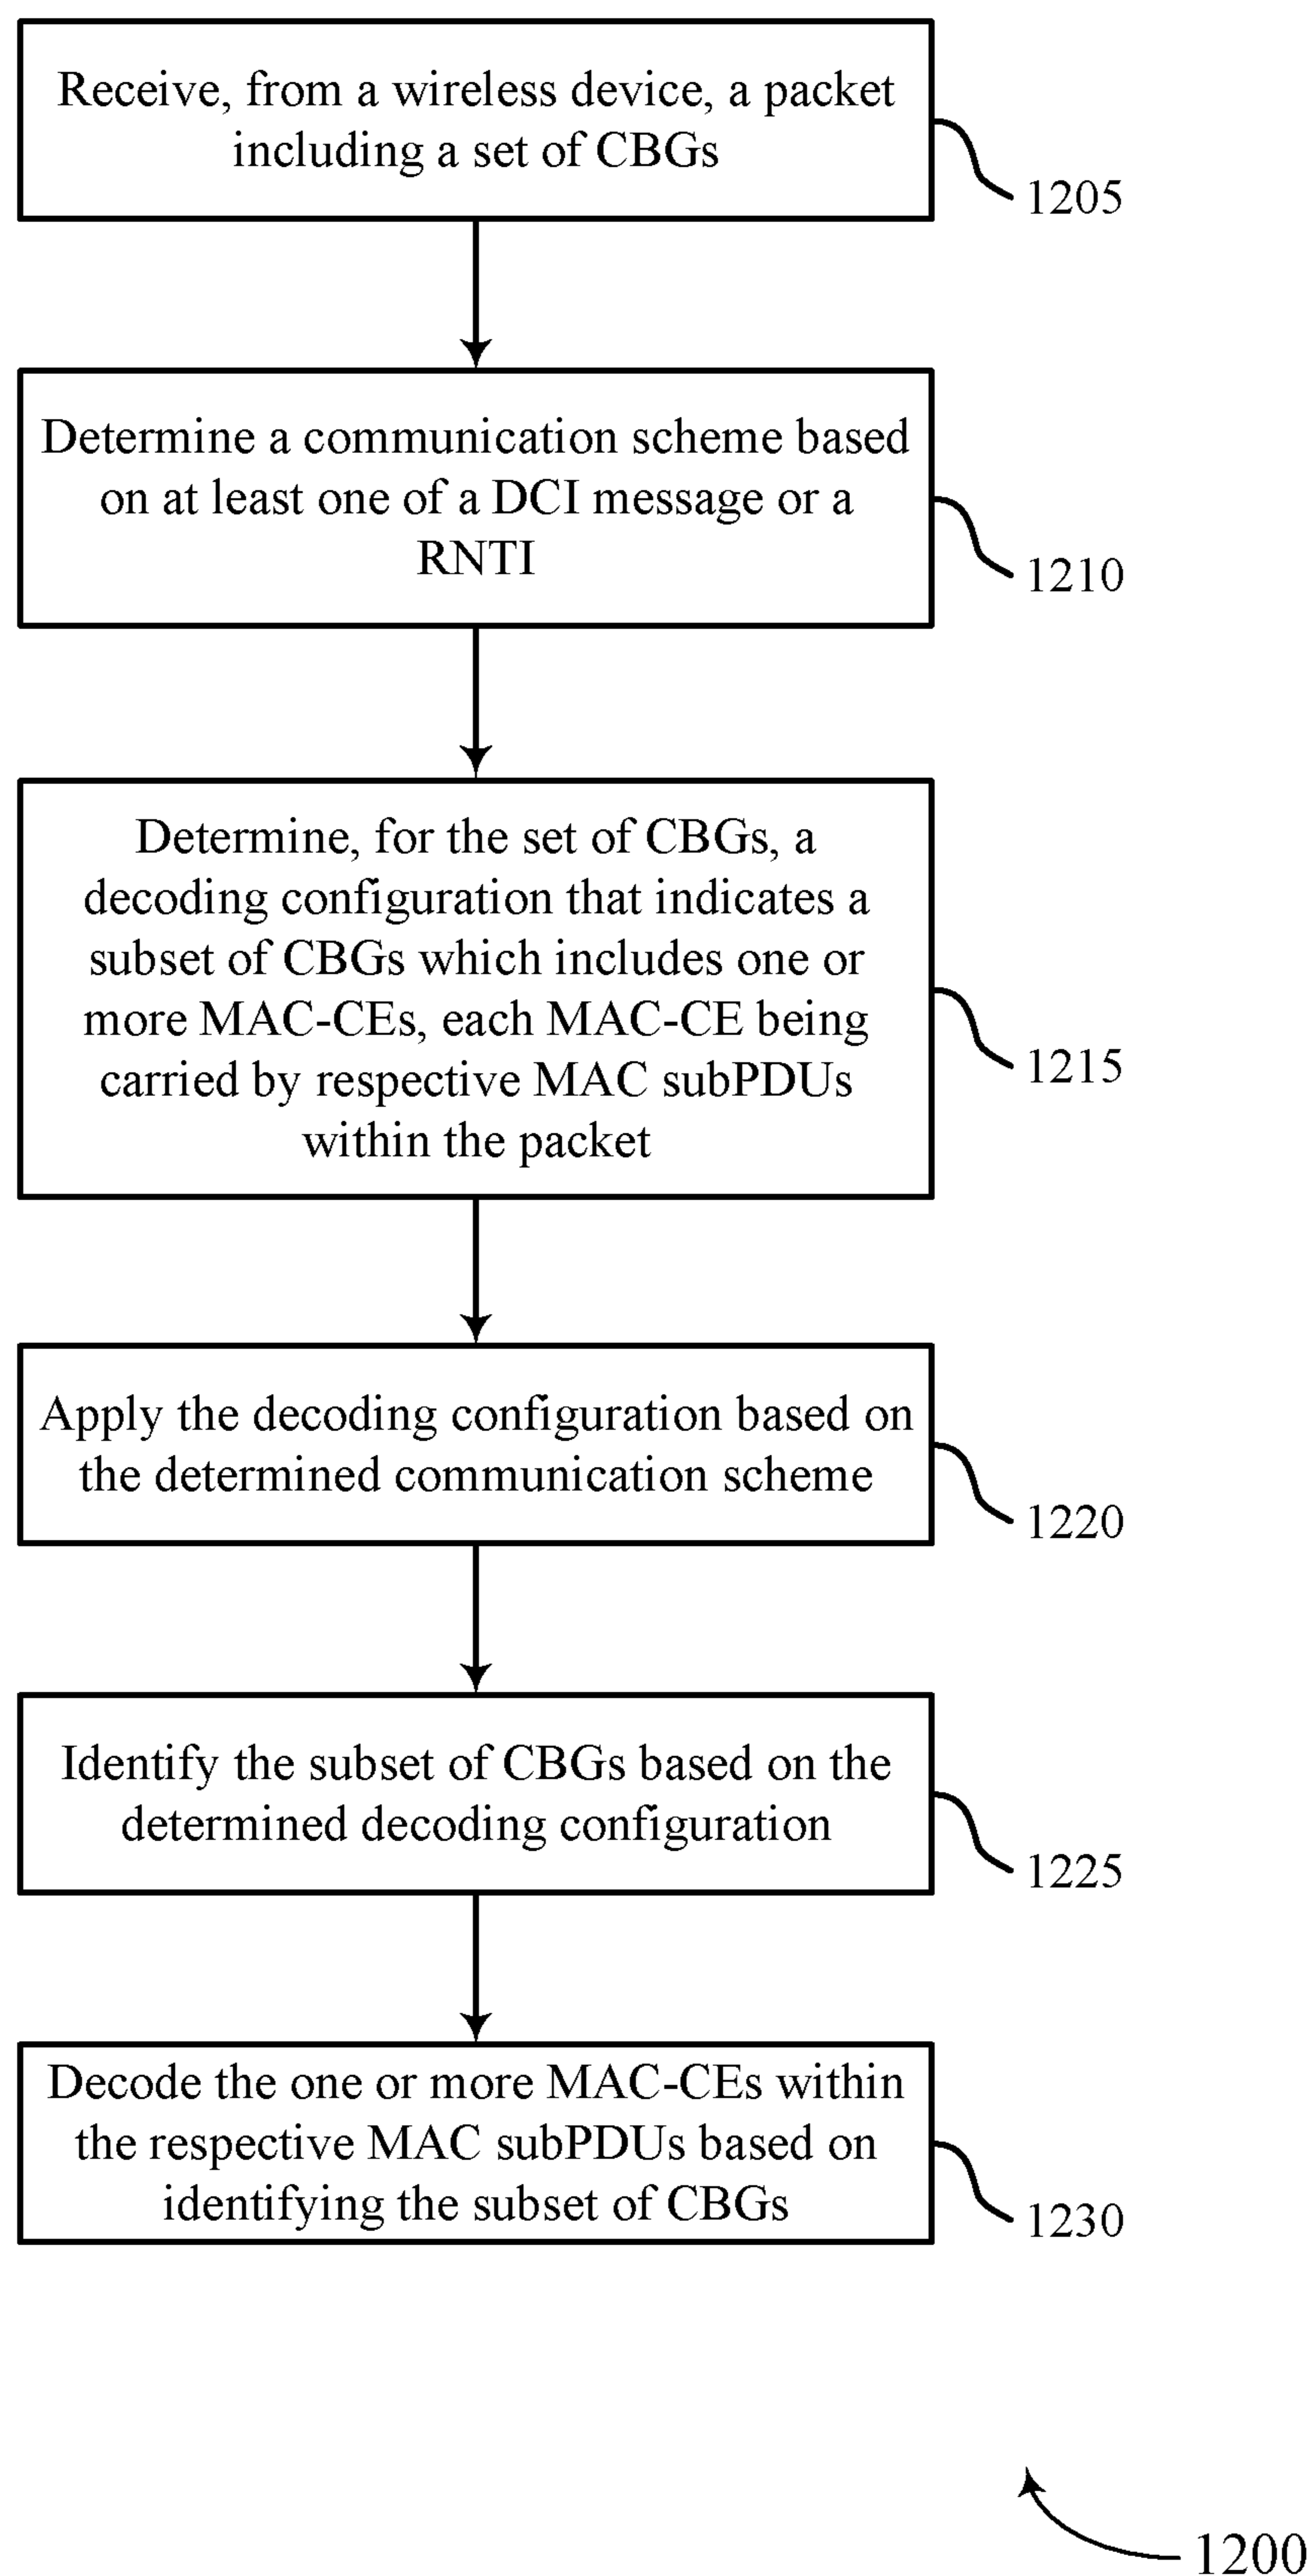 Receive, from a wireless device, a packet
including a set of CBGs
1205
Determine a communication scheme based
on at least one of a DCI message or a
RNTI
1210
Determine, for the set of CBGs, a
decoding configuration that indicates a
subset of CBGs which includes one or
more MAC-CEs, each MAC-CE being
carried by respective MAC subPDUs
within the packet
1215
Apply the decoding configuration based on
the determined communication scheme
1220
Identify the subset of CBGs based on the
determined decoding configuration
1225
Decode the one or more MAC-CEs within
the respective MAC subPDUs based on
identifying the subset of CBGs
1230
1200